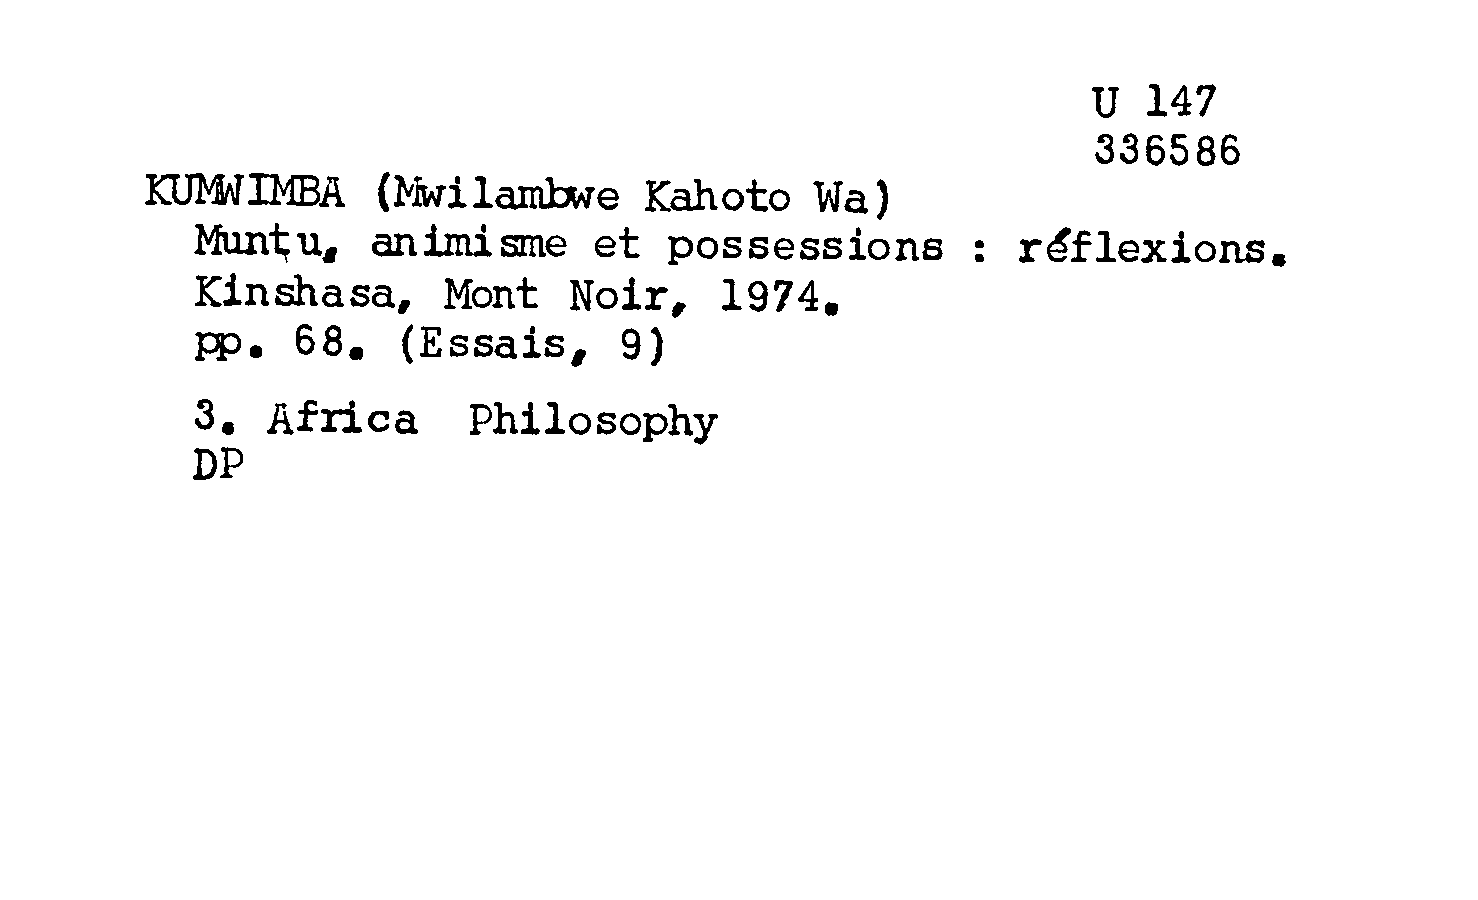 U 147
336586
KUMWIMBA (Mwilambwe Kahoto Wa)
Muntu, animisme et possessions : réflexions.
Kinshasa, Mont Noir, 1974.
pp. 68. (Essais, 9)
3. Africa Philosophy
DP